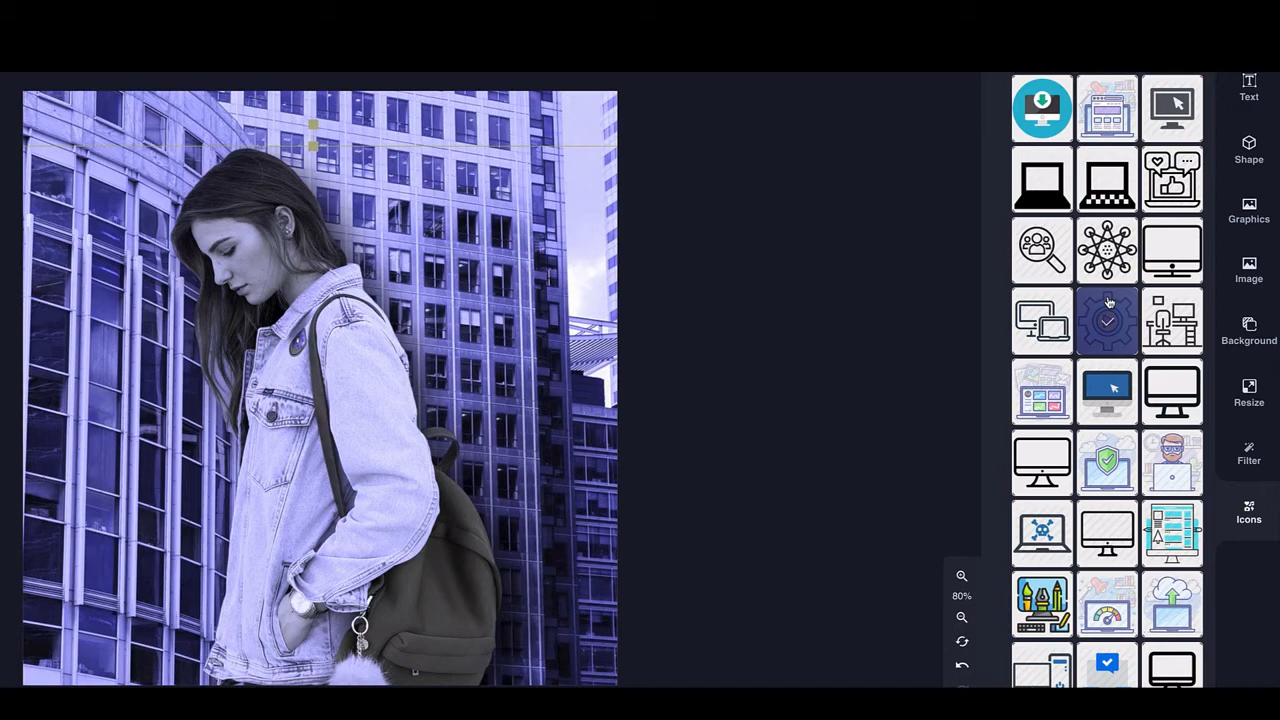 Text
Shape
Graphics
Image
Background
Resize
Filter
Icons
80%